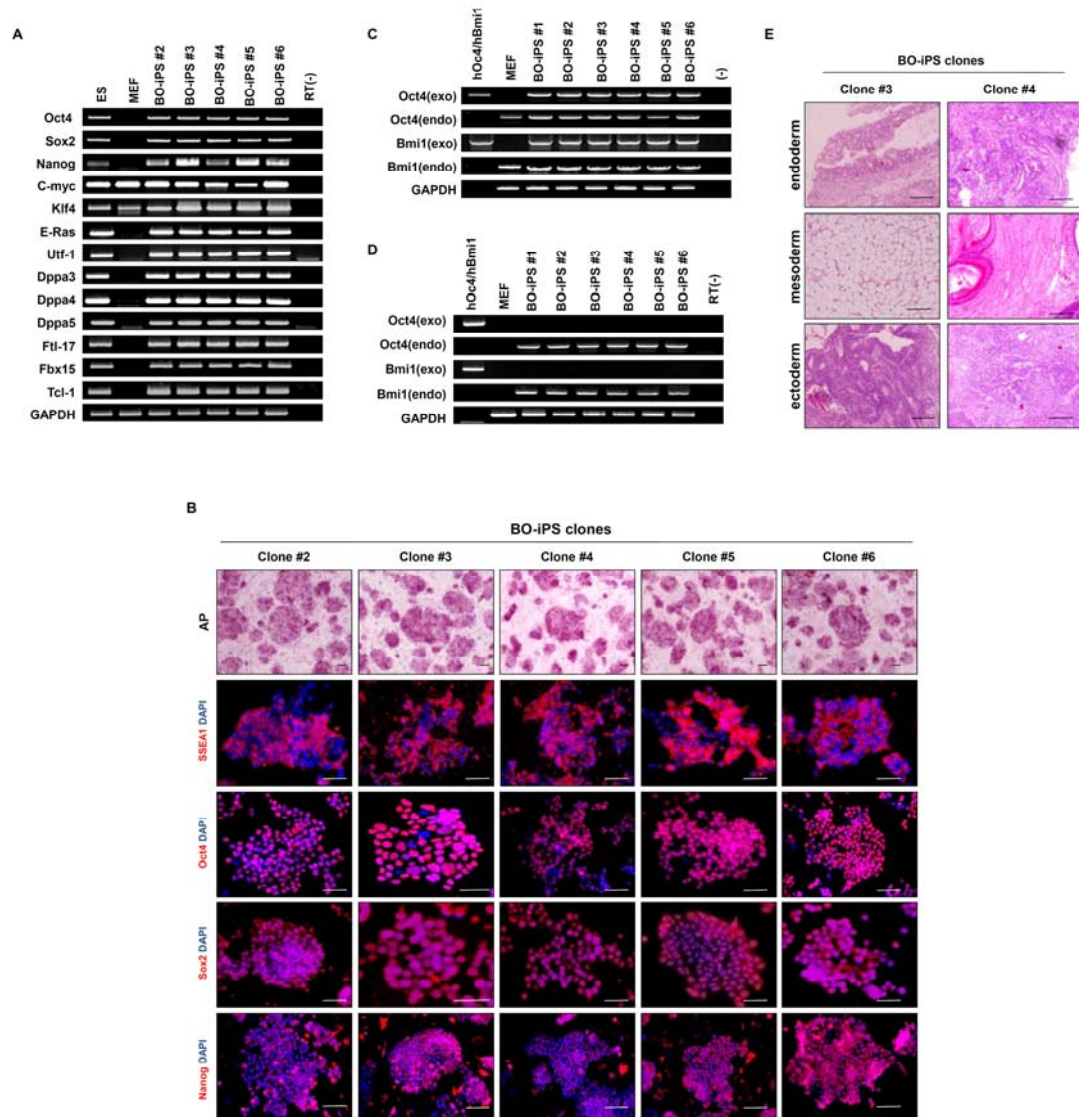 A
ES
MEF
BO-iPS #2
BO-iPS #3
BO-iPS #4
BO-iPS #5
BO-iPS #6
RT(-)
Oct4
Sox2
Nanog
C-myc
Klf4
E-Ras
Utf-1
Dppa3
Dppa4
Dppa5
Ftl-17
Fbx15
Tcl-1
GAPDH
C
hOc4/hBmi1
MEF
BO-iPS #1
BO-iPS #2
BO-iPS #3
BO-iPS #4
BO-iPS #5
BO-iPS #6
(-)
Oct4(exo)
Oct4(endo)
Bmi1(exo)
Bmi1(endo)
GAPDH
D
hOc4/hBmi1
MEF
BO-iPS #1
BO-iPS #2
BO-iPS #3
BO-iPS #4
BO-iPS #5
BO-iPS #6
RT(-)
Oct4(exo)
Oct4(endo)
Bmi1(exo)
Bmi1(endo)
GAPDH
E
BO-iPS clones
Clone #3 Clone #4
endoderm
mesoderm
ectoderm
B
BO-iPS clones
Clone #2 Clone #3 Clone #4 Clone #5 Clone #6
AP
SSEA1 DAPI
Oct4 DAPI
Sox2 DAPI
Nanog DAPI